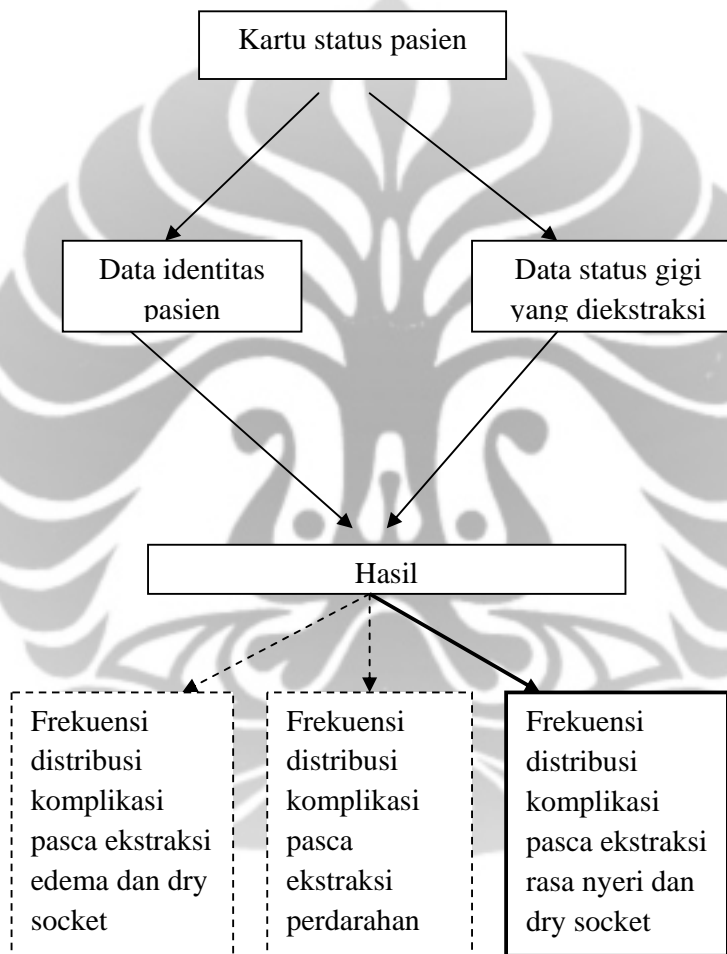 Kartu status pasien
Data identitas
pasien
Data status gigi
yang diekstraksi
Hasil
Frekuensi
distribusi
komplikasi
pasca ekstraksi
edema dan dry
socket
Frekuensi
distribusi
komplikasi
pasca
ekstraksi
perdarahan
Frekuensi
distribusi
komplikasi
pasca ekstraksi
rasa nyeri dan
dry socket